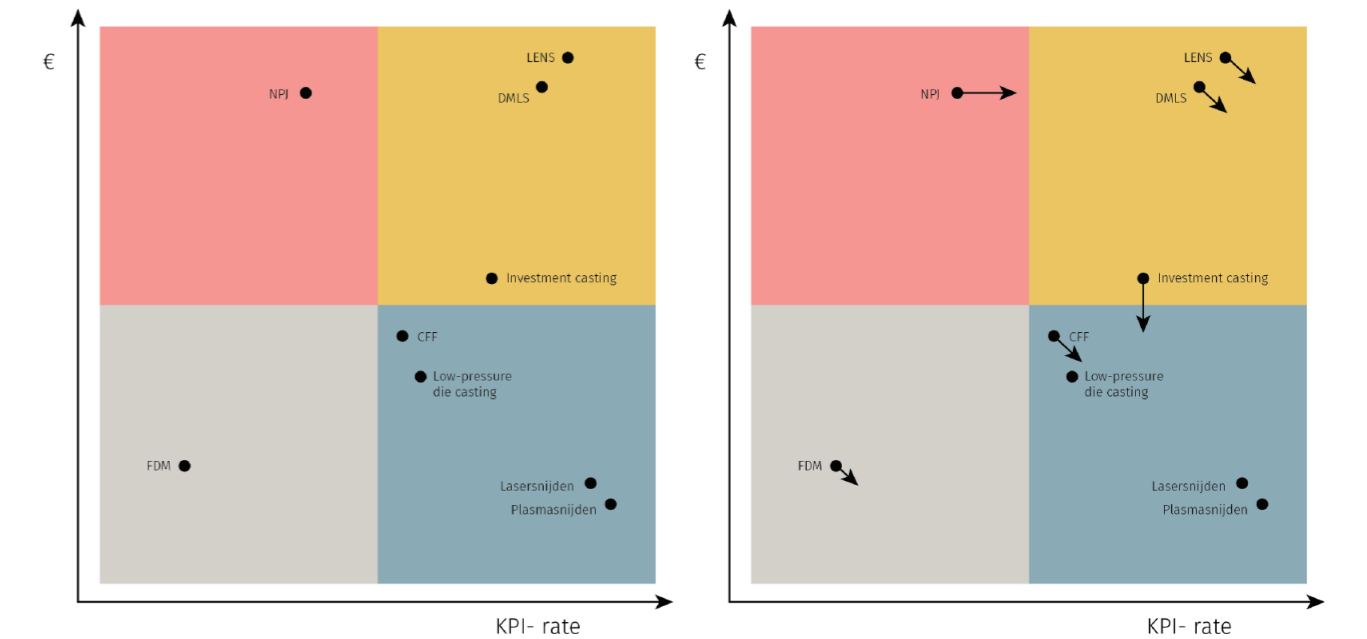 €
LENS
DMLS
NPJ
Investment casting
CFF
Low-pressure
die casting
FDM
Lasersnijden
Plasmasnijden
KPI- rate
€
LENS
DMLS
NPJ
Investment casting
CFF
Low-pressure
die casting
FDM
Lasersnijden
Plasmasnijden
KPI- rate